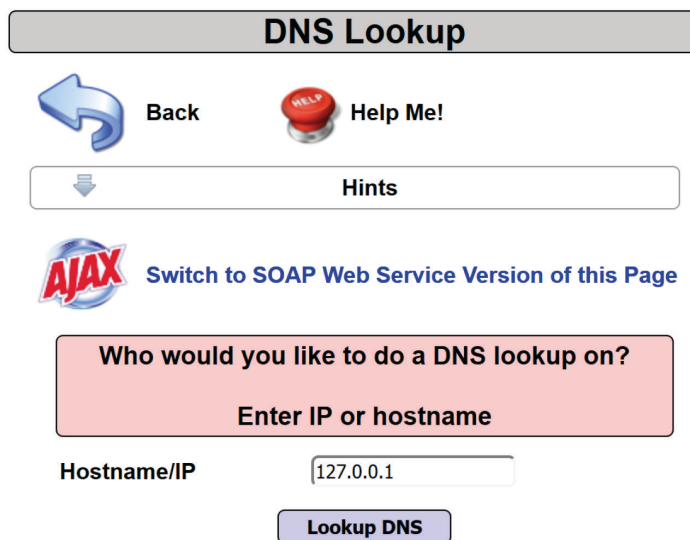 DNS Lookup
Back
HELP
Help Me!
Hints
AJAX
Switch to SOAP Web Service Version of this Page
Who would you like to do a DNS lookup on?
Enter IP or hostname
Hostname/IP
127.0.0.1
Lookup DNS